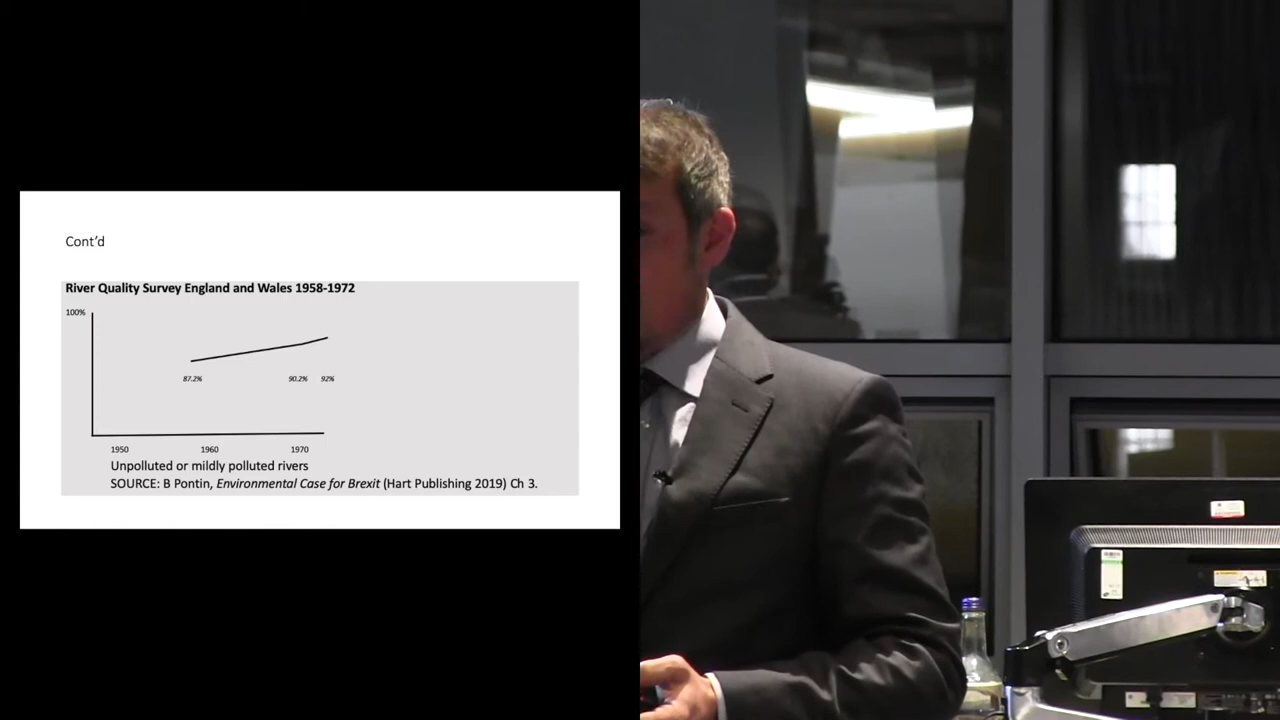 Cont'd
River Quality Survey England and Wales 1958-1972
100%
87.2% 90.2% 92%
1950 1960 1970
Unpolluted or mildly polluted rivers
SOURCE: B Pontin, Environmental Case for Brexit (Hart Publishing 2019) Ch 3.